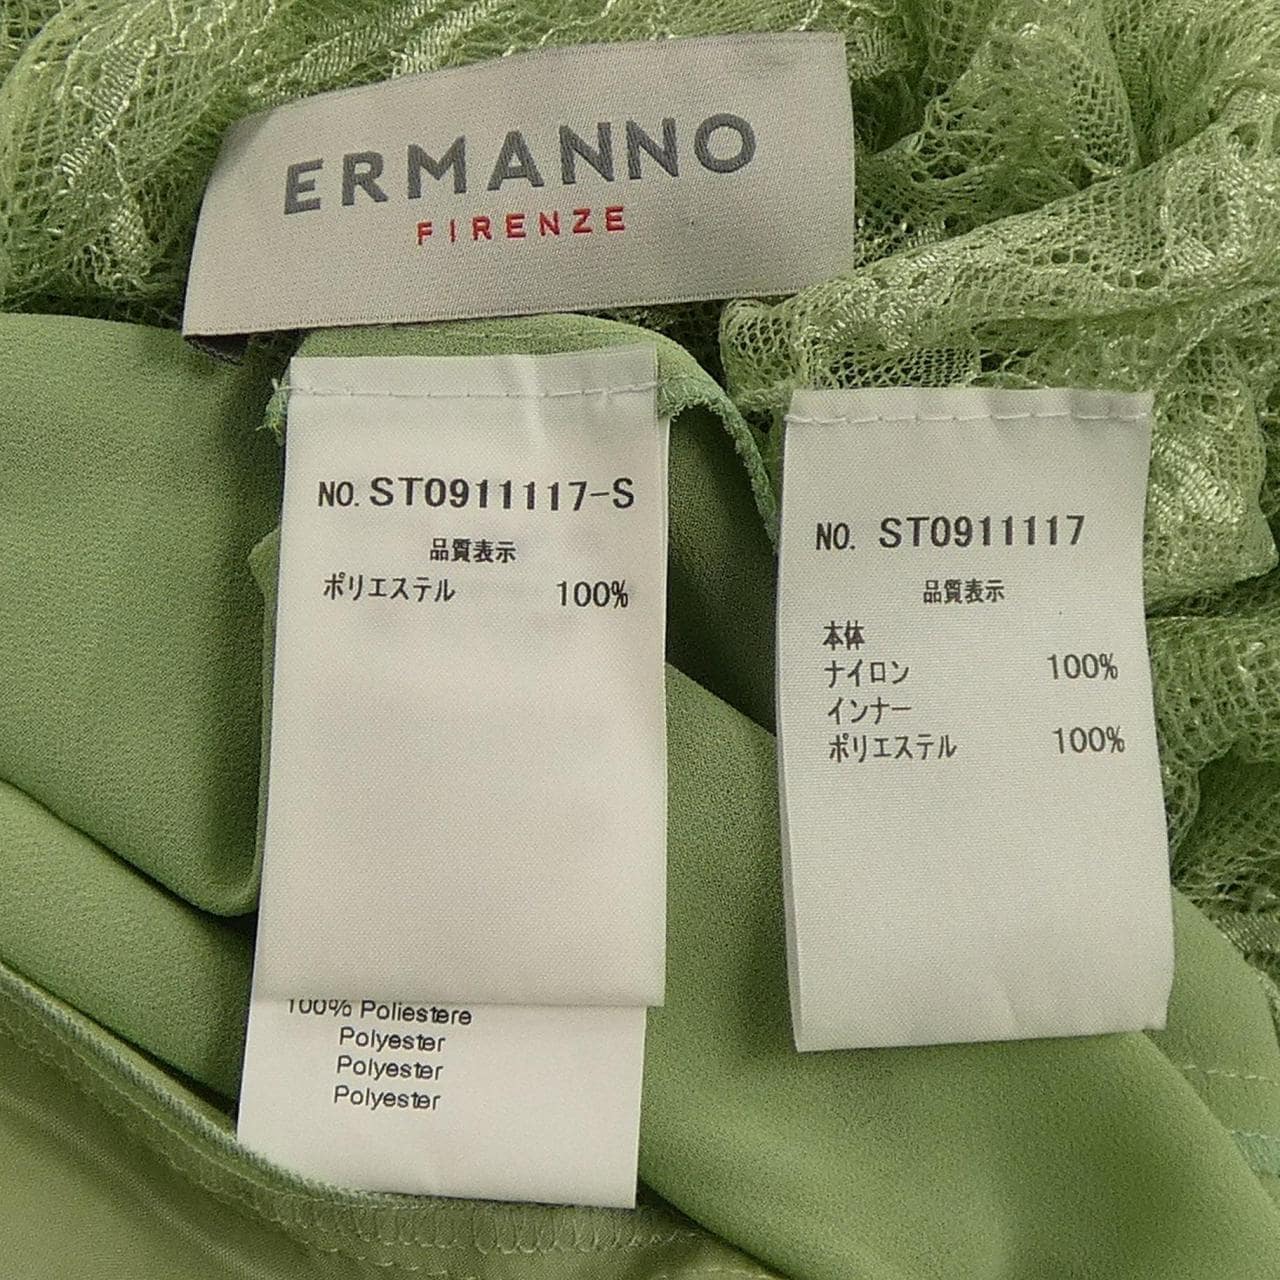 ERMANNO
FIRENZE
NO. ST0911117-S
品質表示
ポリエステル 100%
100% Poliestere
Polyester
Polyester
Polyester
NO. ST0911117
品質表示
本体
ナイロン 100%
インナー
ポリエステル 100%